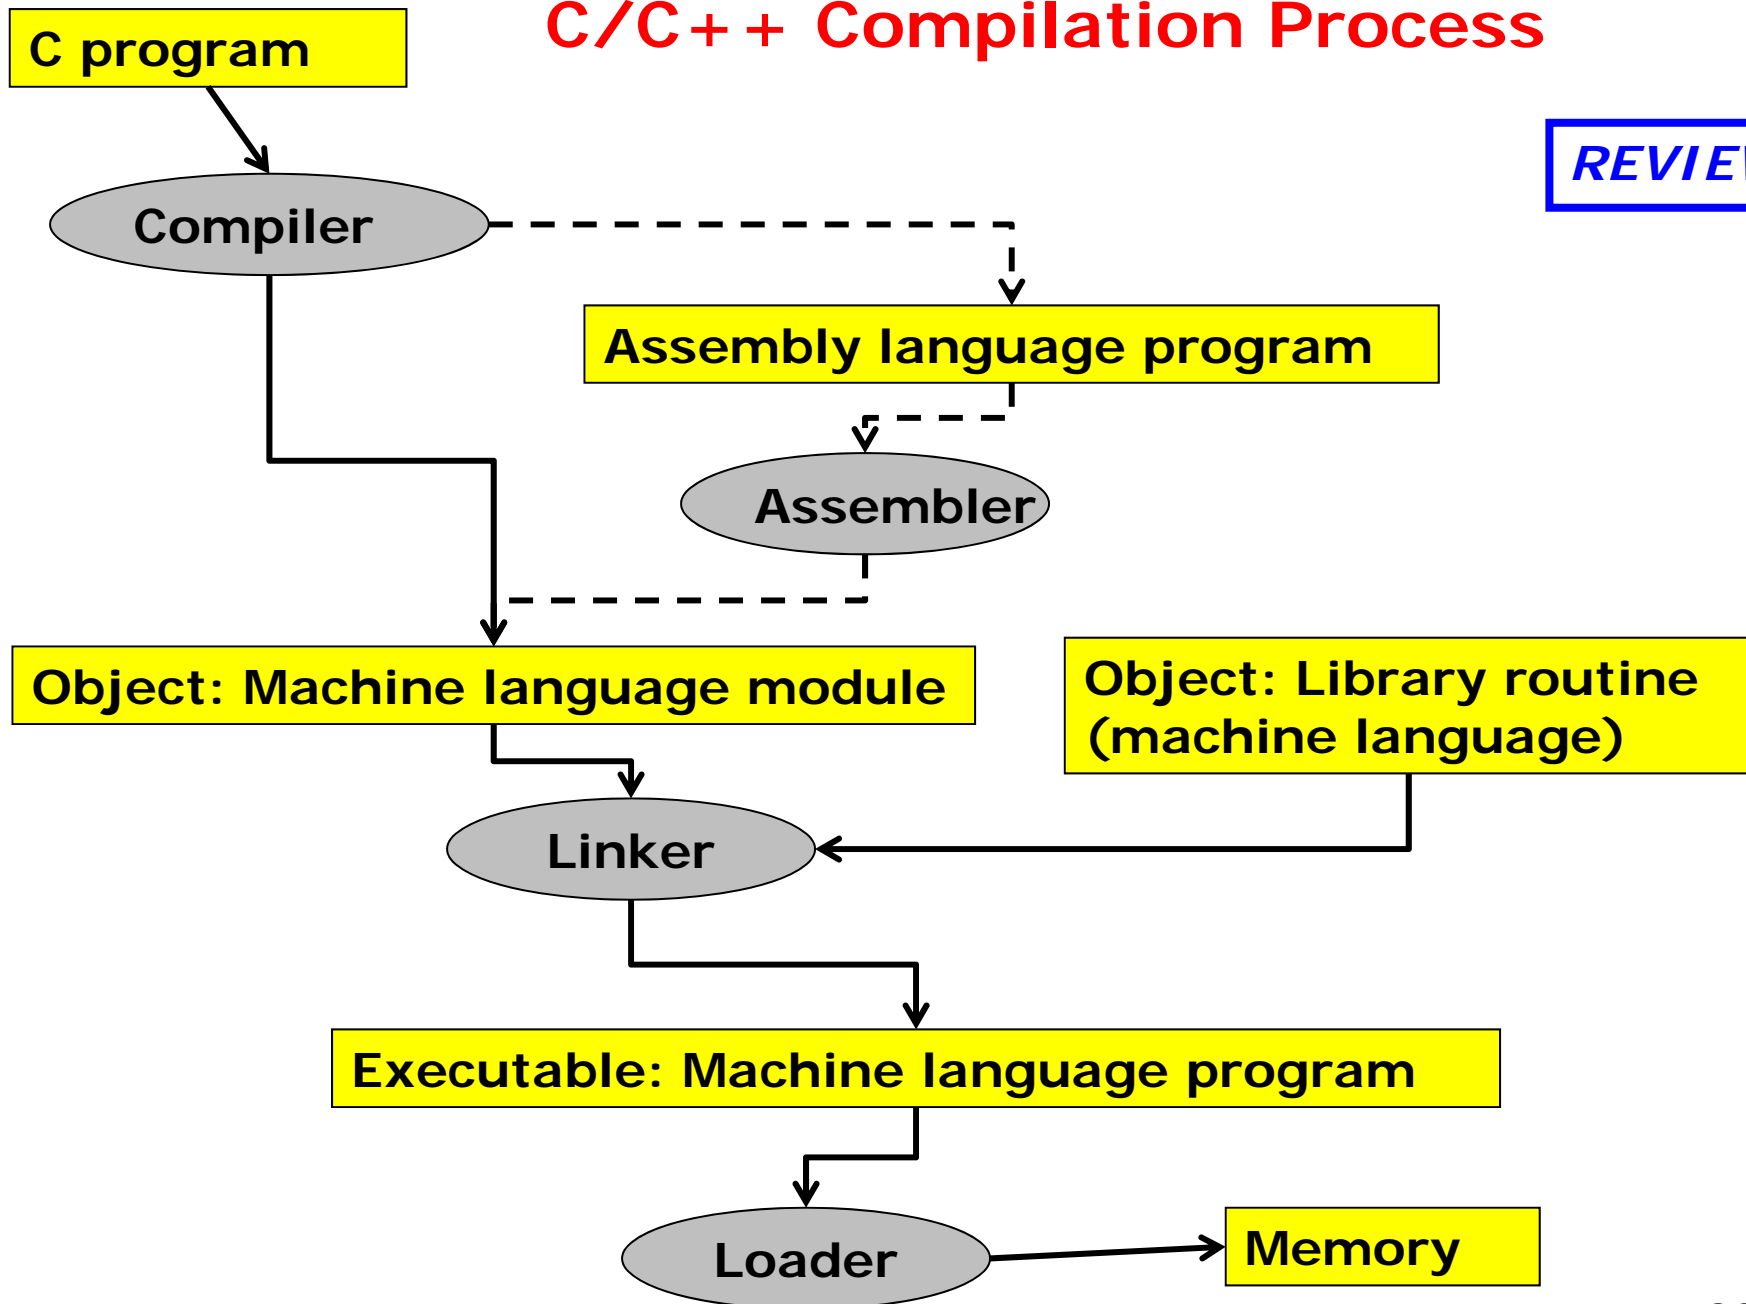 C/C++ Compilation Process
C program
Compiler
Assembly language program
Assembler
Object: Machine language module
Object: Library routine
(machine language)
Linker
Executable: Machine language program
Loader
Memory